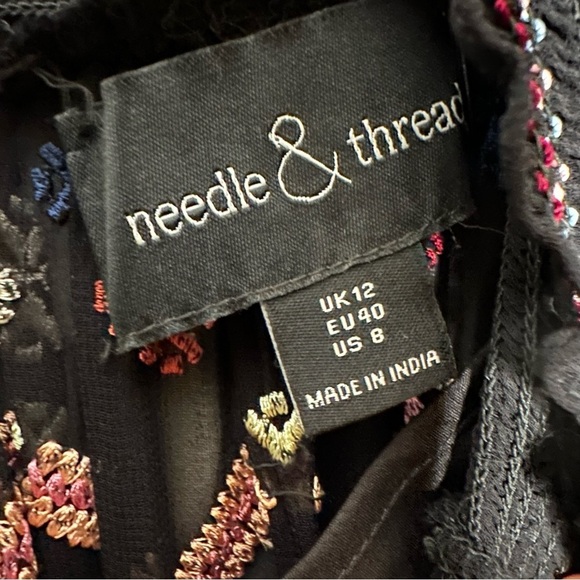 needle & thread
UK 12
EU 40
US 8
MADE IN INDIA